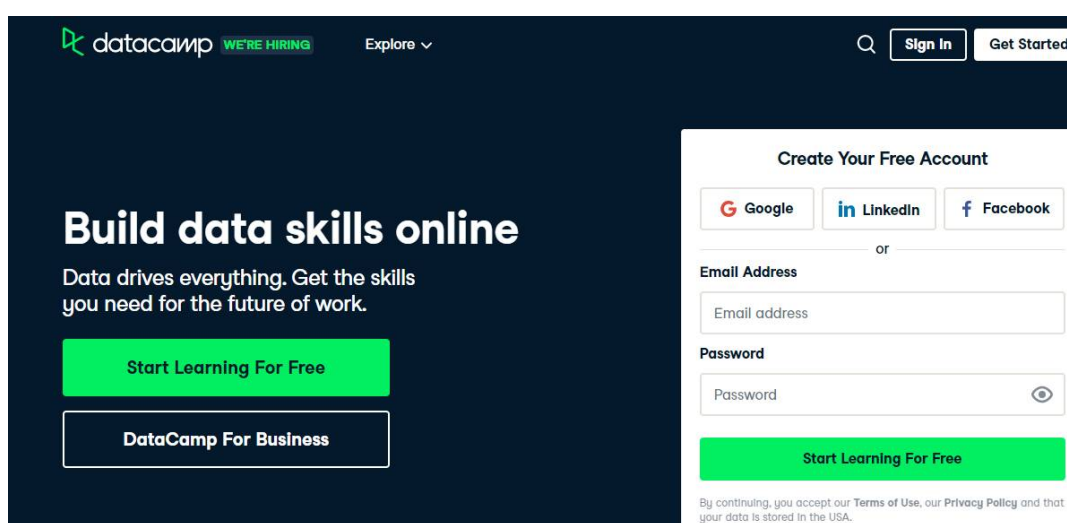 datacamp WE'RE HIRING Explore Sign In Get Started
Build data skills online
Data drives everything. Get the skills
you need for the future of work.
Start Learning For Free
DataCamp For Business
Create Your Free Account
Google LinkedIn Facebook
or
Email Address
Email address
Password
Password
Start Learning For Free
By continuing, you accept our Terms of Use, our Privacy Policy and that
your data is stored in the USA.